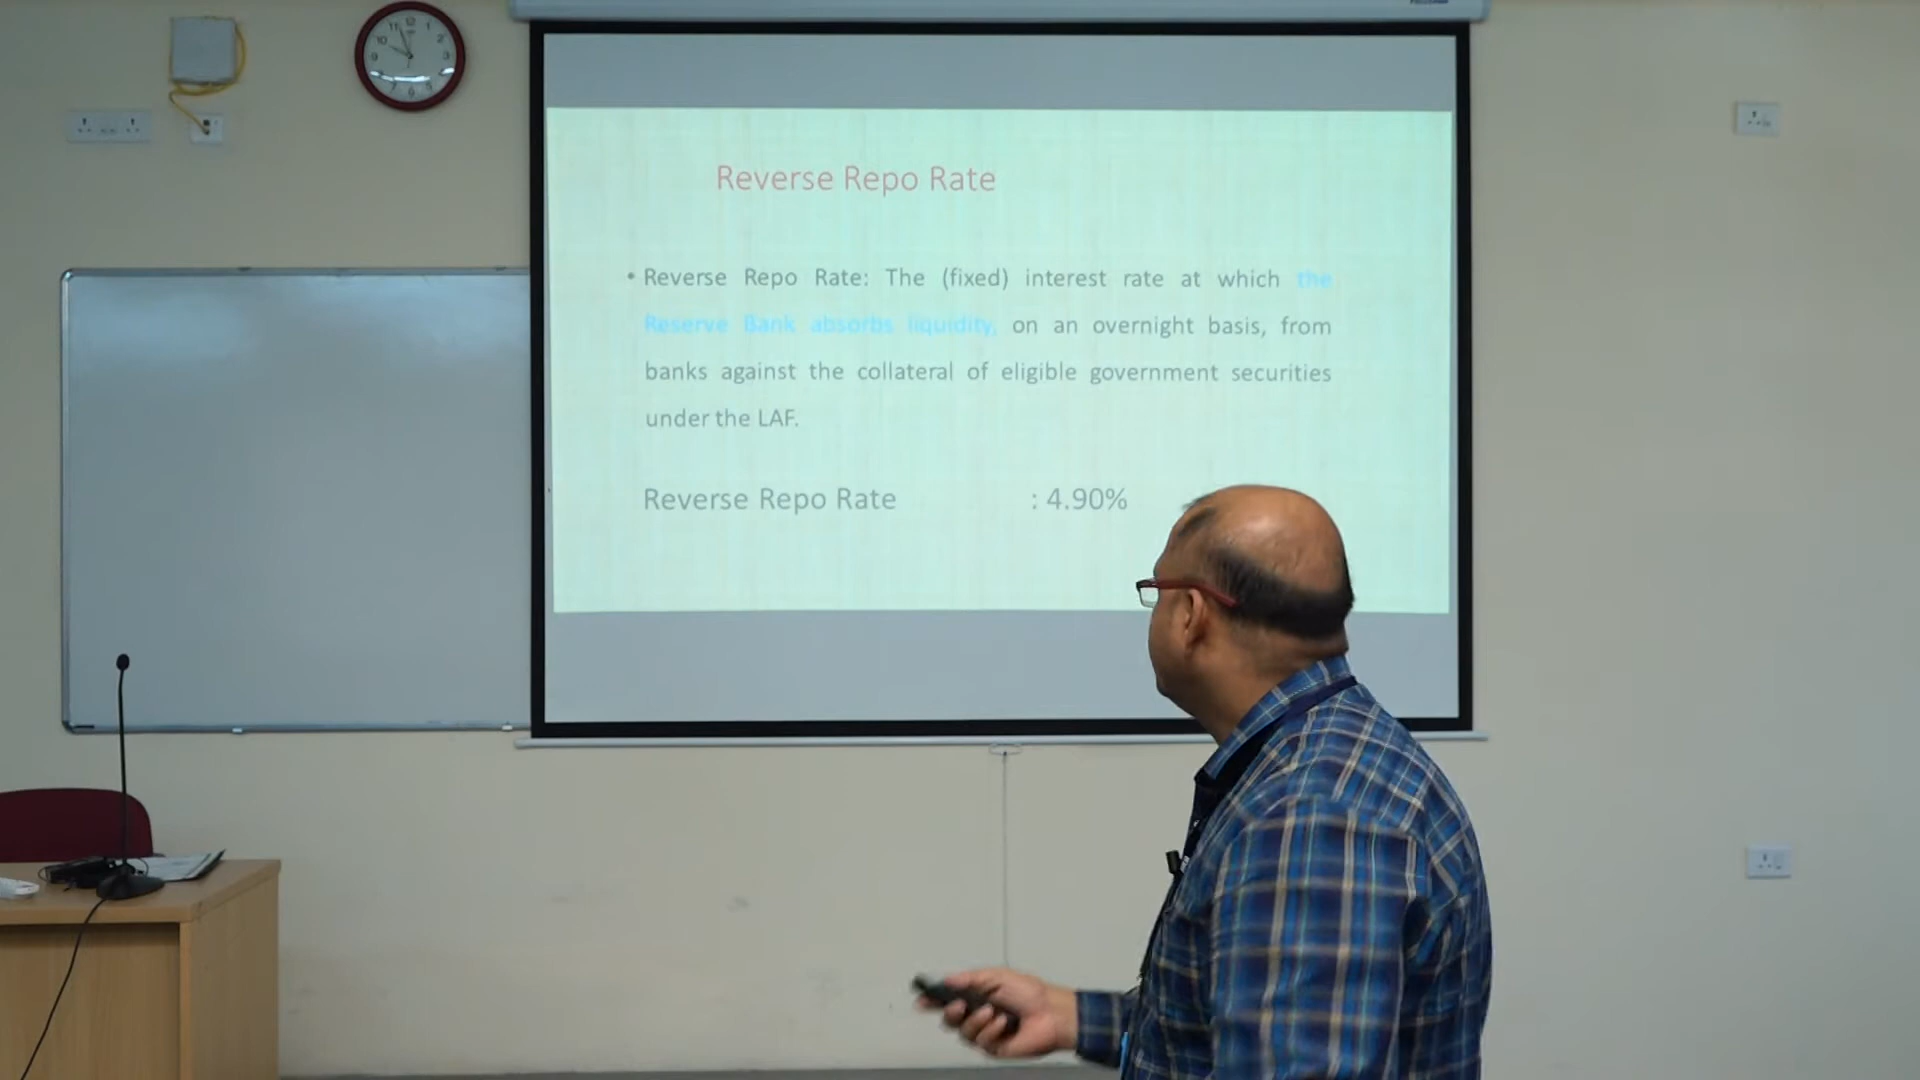 Reverse Repo Rate
• Reverse Repo Rate: The (fixed) interest rate at which the
Reserve Bank absorbs liquidity, on an overnight basis, from
banks against the collateral of eligible government securities
under the LAF.
Reverse Repo Rate : 4.90%